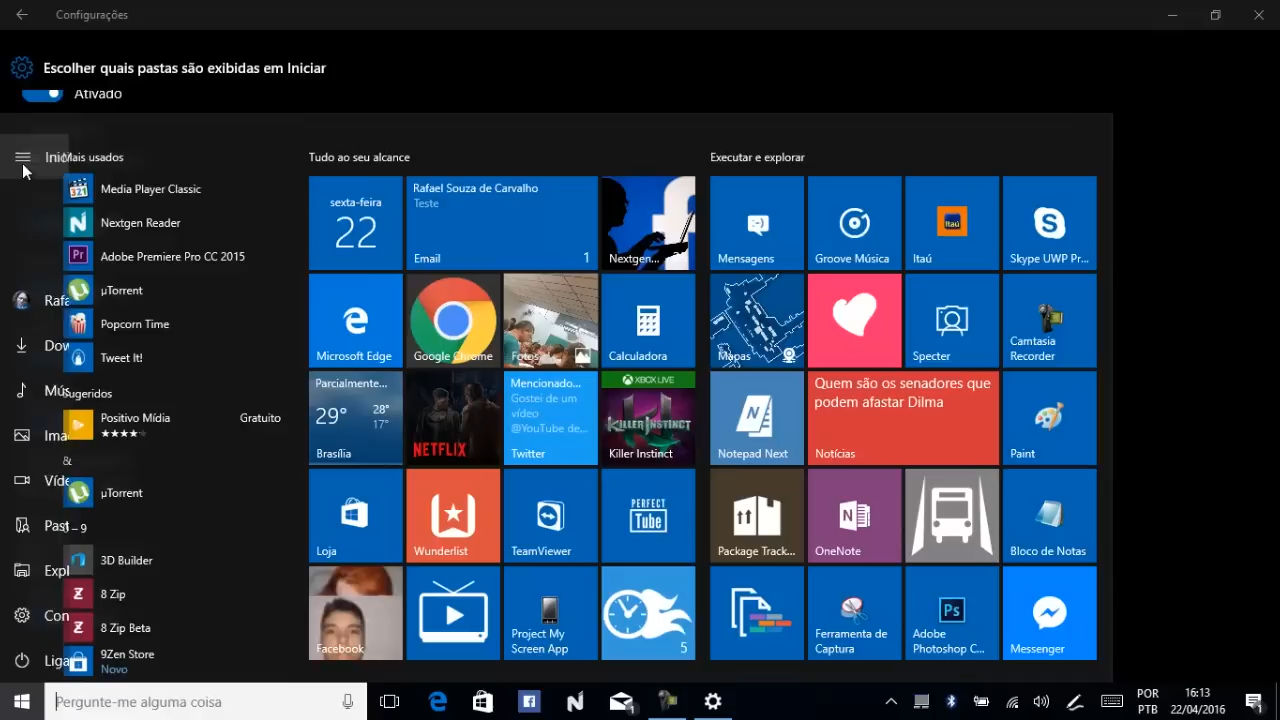 Configurações
Escolher quais pastas são exibidas em Iniciar
Ativado
Mais usados
Media Player Classic
Nextgen Reader
Pr
Adobe Premiere Pro CC 2015
µTorrent
Popcorn Time
Tweet It!
Sugeridos
Positivo Mídia
Gratuito
&
µTorrent
– 9
3D Builder
8 Zip
8 Zip Beta
9Zen Store
Novo
Tudo ao seu alcance
sexta-feira
22
Rafael Souza de Carvalho
Teste
Email
1
Nextgen...
Microsoft Edge
Google Chrome
Fotos
Calculadora
Parcialmente...
29°
28°
17°
Brasília
NETFLIX
Mencionado...
Gostei de um
vídeo
@YouTube de...
Twitter
XBOX LIVE
KILLER INSTINCT
Killer Instinct
Loja
Wunderlist
TeamViewer
PERFECT
Tube
Facebook
Project My
Screen App
5
Executar e explorar
Mensagens
Groove Música
Itaú
Itaú
Skype UWP Pr...
Mapas
Specter
Camtasia
Recorder
Notepad Next
Quem são os senadores que
podem afastar Dilma
Notícias
Paint
Package Track...
OneNote
Bloco de Notas
Ferramenta de
Captura
Ps
Adobe
Photoshop C...
Messenger
Pergunte-me alguma coisa
1
POR
PTB
16:13
22/04/2016
1